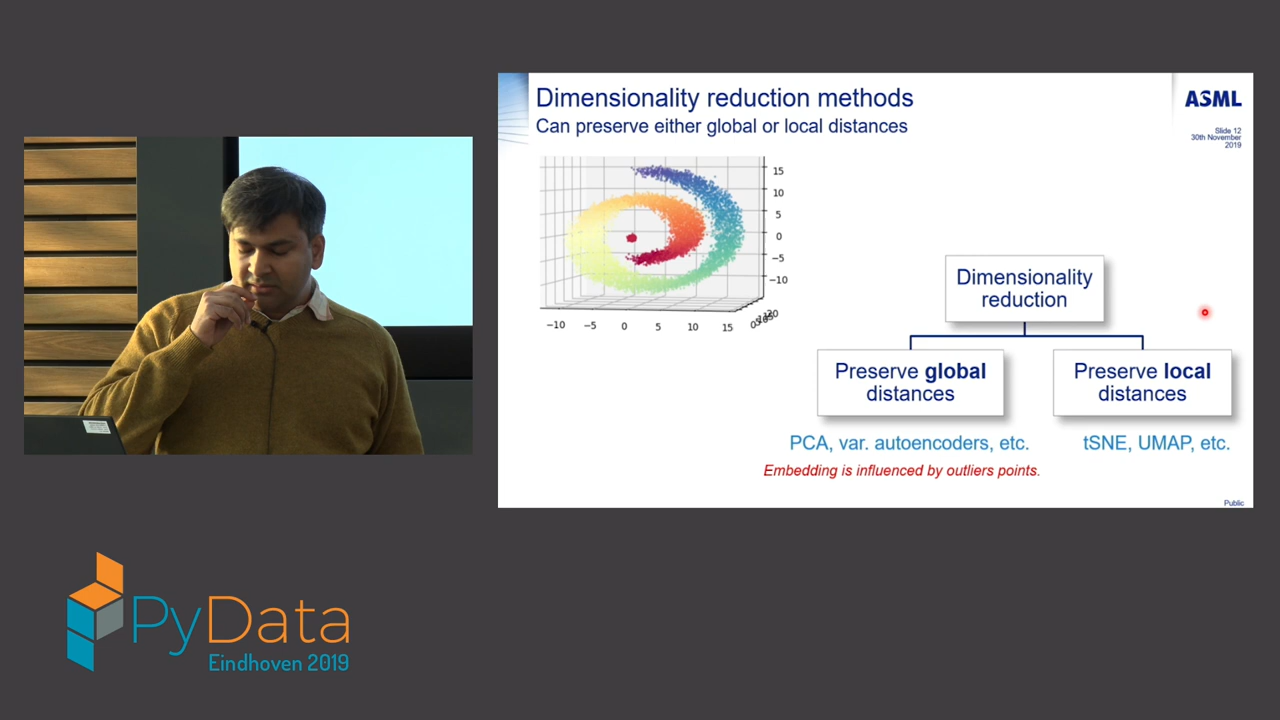 Dimensionality reduction methods
Can preserve either global or local distances
ASML
Slide 12
30th November
2019
15
10
5
0
−5
−10
−10
−5
0
5
10
15
Dimensionality
reduction
Preserve global
distances
Preserve local
distances
PCA, var. autoencoders, etc.
tSNE, UMAP, etc.
Embedding is influenced by outliers points.
Public
PyData
Eindhoven 2019